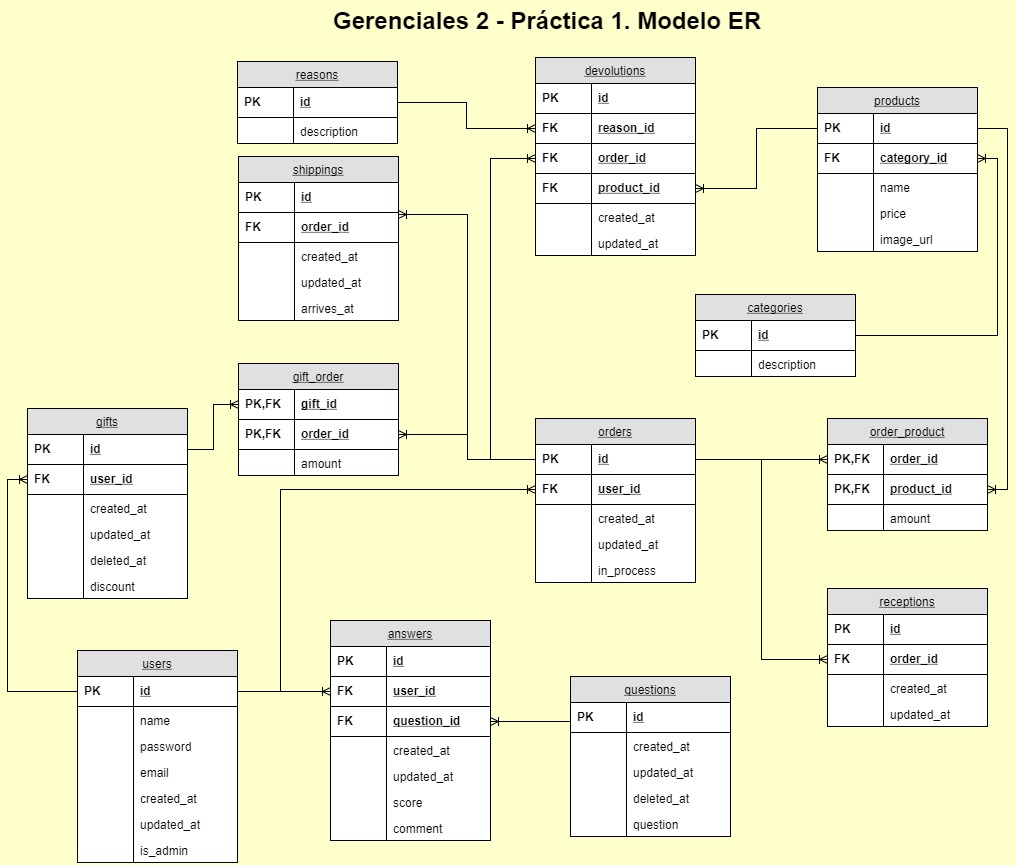 Gerenciales 2 - Práctica 1. Modelo ER
reasons
PK id
description
devolutions
PK id
FK reason_id
FK order_id
FK product_id
created_at
updated_at
products
PK id
FK category_id
name
price
image_url
shippings
PK id
FK order_id
created_at
updated_at
arrives_at
categories
PK id
description
gift_order
PK,FK gift_id
PK,FK order_id
amount
gifts
PK id
FK user_id
created_at
updated_at
deleted_at
discount
orders
PK id
FK user_id
created_at
updated_at
in_process
order_product
PK,FK order_id
PK,FK product_id
amount
receptions
PK id
FK order_id
created_at
updated_at
users
PK id
name
password
email
created_at
updated_at
is_admin
answers
PK id
FK user_id
FK question_id
created_at
updated_at
score
comment
questions
PK id
created_at
updated_at
deleted_at
question